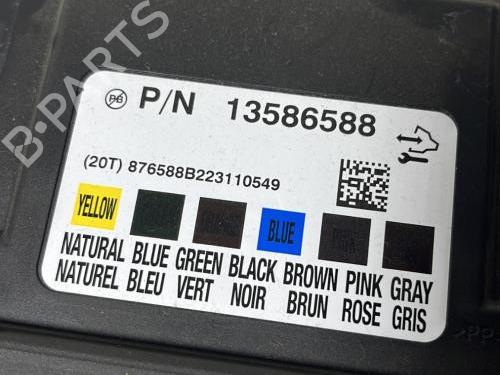 B-PARTS
PB P/N 13586588
(20T) 876588B223110549
YELLOW BLUE
NATURAL BLUE GREEN BLACK BROWN PINK GRAY
NATUREL BLEU VERT NOIR BRUN ROSE GRIS